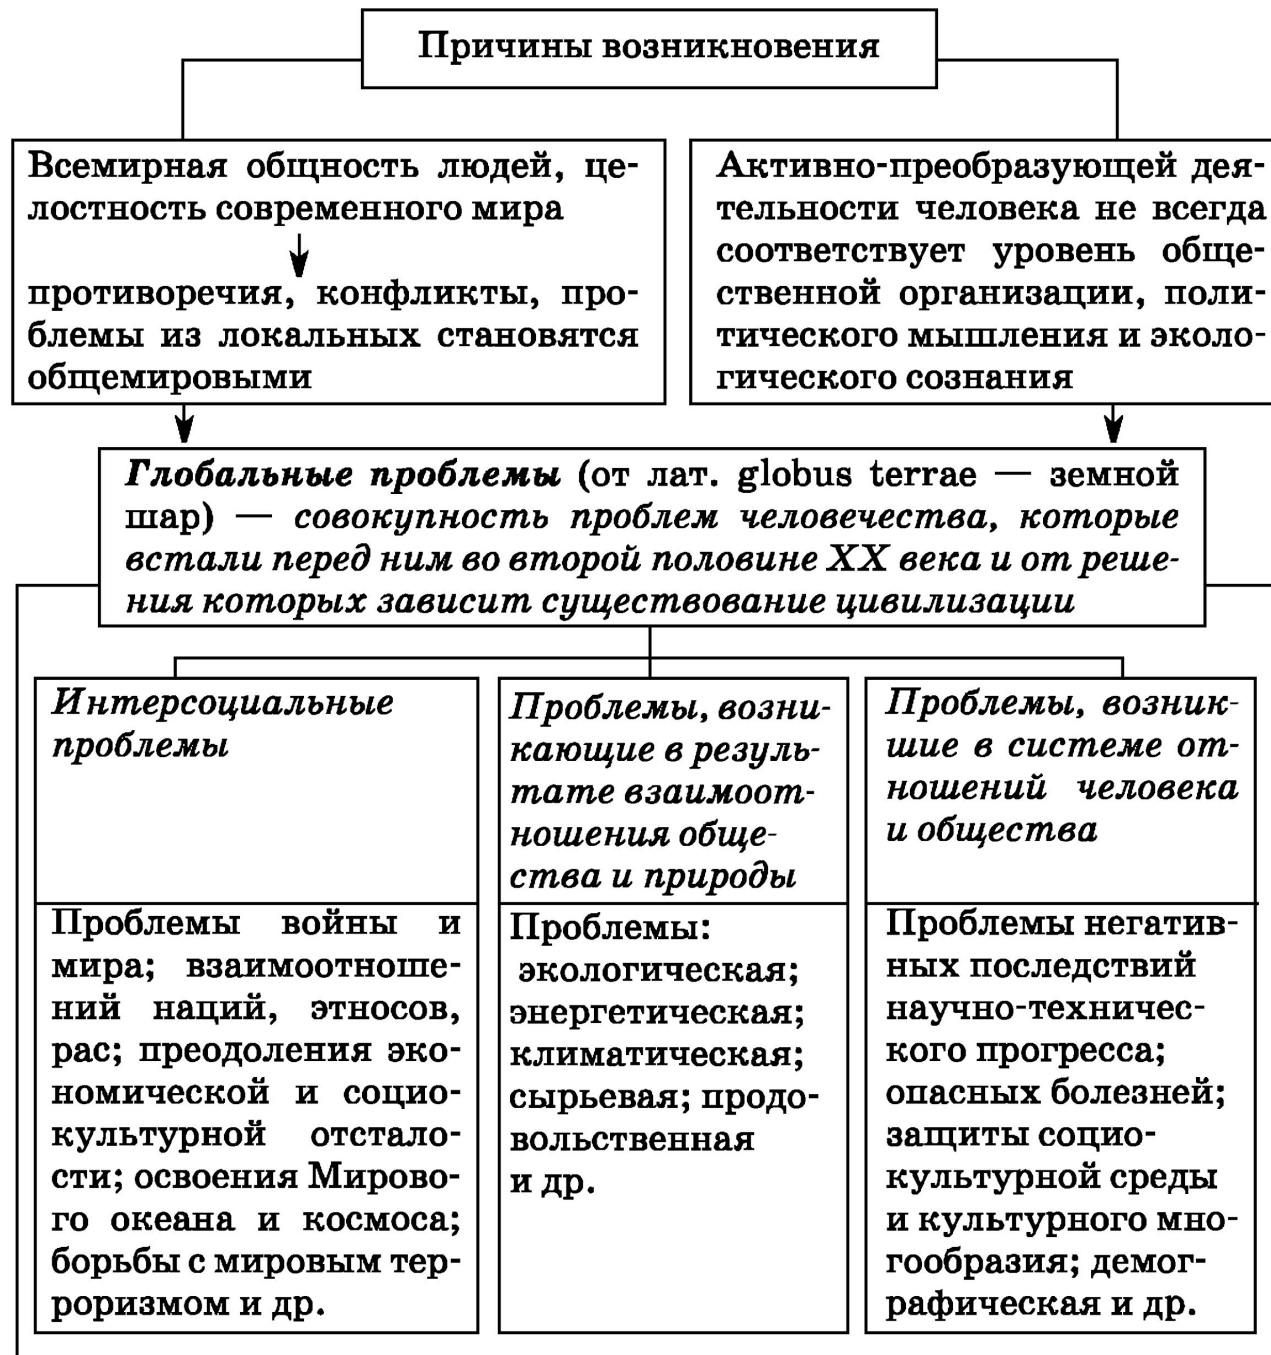 Причины возникновения
Всемирная общность людей, це-
лостность современного мира
противоречия, конфликты, про-
блемы из локальных становятся
общемировыми
Активно-преобразующей дея-
тельности человека не всегда
соответствует уровень обще-
ственной организации, поли-
тического мышления и эколо-
гического сознания
Глобальные проблемы (от лат. globus terrae — земной
шар) — совокупность проблем человечества, которые
встали перед ним во второй половине XX века и от реше-
ния которых зависит существование цивилизации
Интерсоциальные
проблемы
Проблемы войны и
мира; взаимоотноше-
ний наций, этносов,
рас; преодоления эко-
номической и социо-
культурной отстало-
сти; освоения Мирово-
го океана и космоса;
борьбы с мировым тер-
роризмом и др.
Проблемы, возни-
кающие в резуль-
тате взаимоот-
ношения обще-
ства и природы
Проблемы:
экологическая;
энергетическая;
климатическая;
сырьевая; продо-
вольственная
и др.
Проблемы, возник-
шие в системе от-
ношений человека
и общества
Проблемы негатив-
ных последствий
научно-техничес-
кого прогресса;
опасных болезней;
защиты социо-
культурной среды
и культурного мно-
гообразия; демог-
рафическая и др.